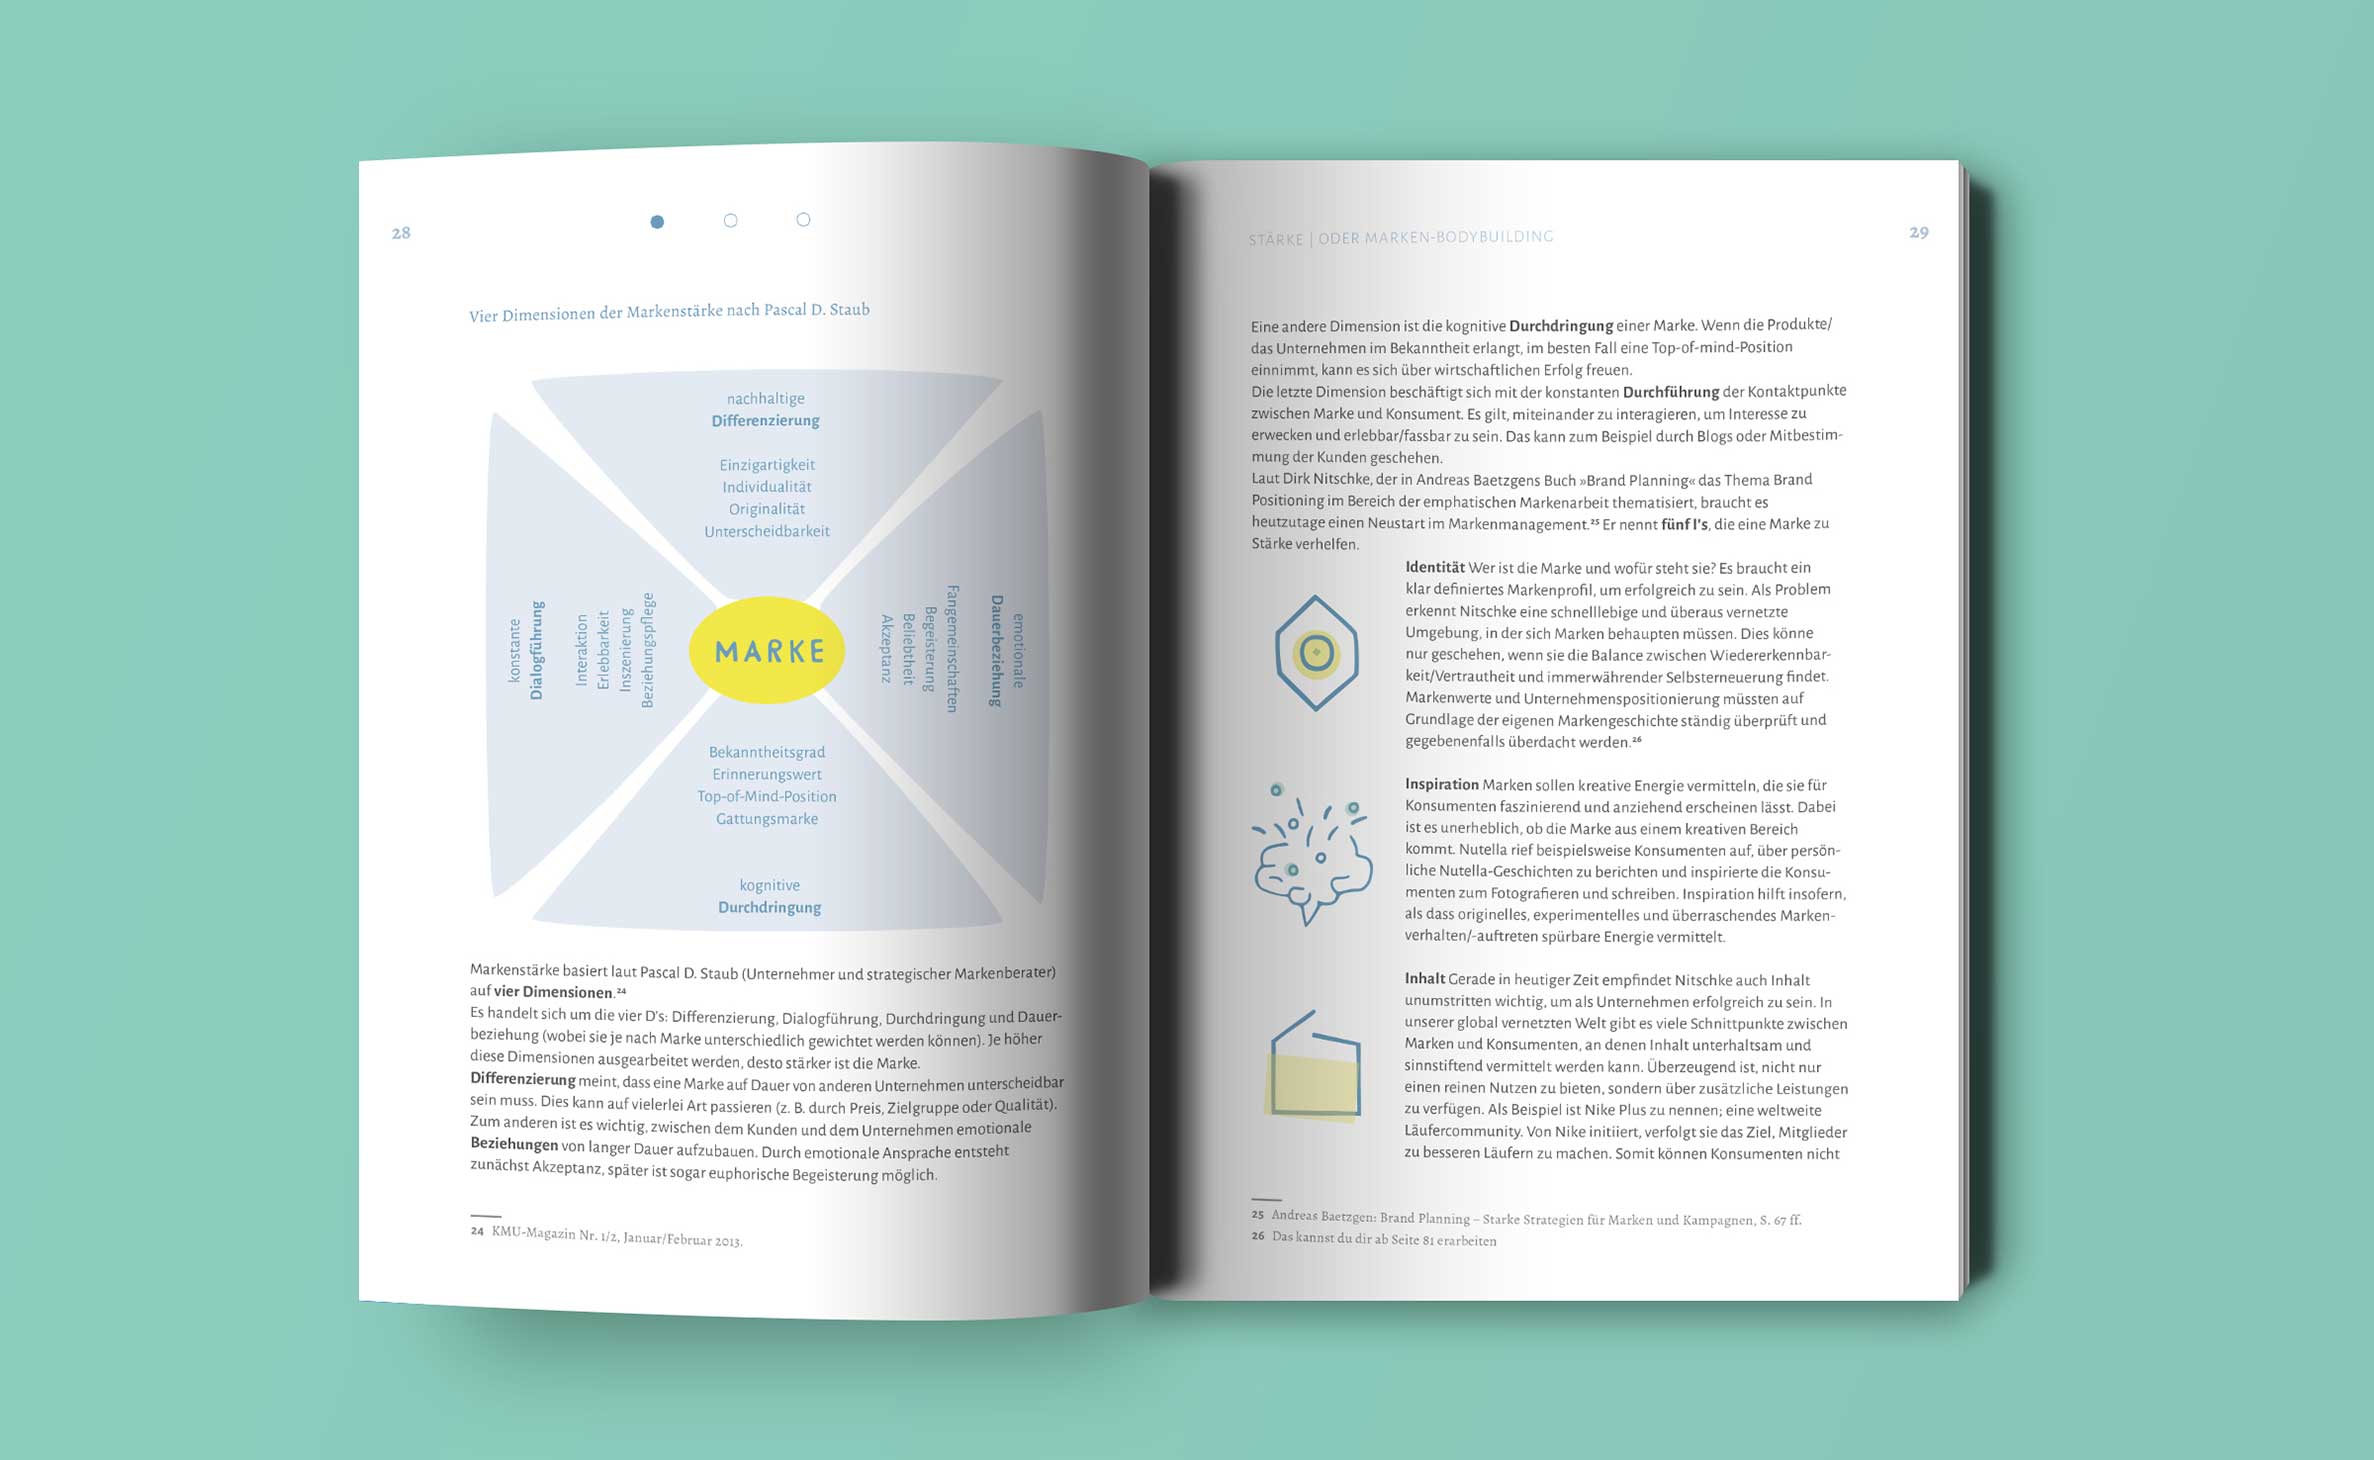 28
Vier Dimensionen der Markenstärke nach Pascal D. Staub
nachhaltige
Differenzierung
Einzigartigkeit
Individualität
Originalität
Unterscheidbarkeit
konstante
Dialogführung
Interaktion
Erlebbarkeit
Inszenierung
Beziehungspflege
MARKE
emotionale
Dauerbeziehung
Fangemeinschaften
Begeisterung
Beliebtheit
Akzeptanz
Bekanntheitsgrad
Erinnerungswert
Top-of-Mind-Position
Gattungsmarke
kognitive
Durchdringung
Markenstärke basiert laut Pascal D. Staub (Unternehmer und strategischer Markenberater)
auf vier Dimensionen.²⁴
Es handelt sich um die vier D's: Differenzierung, Dialogführung, Durchdringung und Dauer-
beziehung (wobei sie je nach Marke unterschiedlich gewichtet werden können). Je höher
diese Dimensionen ausgearbeitet werden, desto stärker ist die Marke.
Differenzierung meint, dass eine Marke auf Dauer von anderen Unternehmen unterscheidbar
sein muss. Dies kann auf vielerlei Art passieren (z. B. durch Preis, Zielgruppe oder Qualität).
Zum anderen ist es wichtig, zwischen dem Kunden und dem Unternehmen emotionale
Beziehungen von langer Dauer aufzubauen. Durch emotionale Ansprache entsteht
zunächst Akzeptanz, später ist sogar euphorische Begeisterung möglich.
24 KMU-Magazin Nr. 1/2, Januar/Februar 2013.
STÄRKE | ODER MARKEN-BODYBUILDING
29
Eine andere Dimension ist die kognitive Durchdringung einer Marke. Wenn die Produkte/
das Unternehmen im Bekanntheit erlangt, im besten Fall eine Top-of-mind-Position
einnimmt, kann es sich über wirtschaftlichen Erfolg freuen.
Die letzte Dimension beschäftigt sich mit der konstanten Durchführung der Kontaktpunkte
zwischen Marke und Konsument. Es gilt, miteinander zu interagieren, um Interesse zu
erwecken und erlebbar/fassbar zu sein. Das kann zum Beispiel durch Blogs oder Mitbestim-
mung der Kunden geschehen.
Laut Dirk Nitschke, der in Andreas Baetzgens Buch »Brand Planning« das Thema Brand
Positioning im Bereich der emphatischen Markenarbeit thematisiert, braucht es
heutzutage einen Neustart im Markenmanagement.²⁵ Er nennt fünf I's, die eine Marke zu
Stärke verhelfen.
Identität Wer ist die Marke und wofür steht sie? Es braucht ein
klar definiertes Markenprofil, um erfolgreich zu sein. Als Problem
erkennt Nitschke eine schnelllebige und überaus vernetzte
Umgebung, in der sich Marken behaupten müssen. Dies könne
nur geschehen, wenn sie die Balance zwischen Wiedererkennbar-
keit/Vertrautheit und immerwährender Selbsterneuerung findet.
Markenwerte und Unternehmenspositionierung müssten auf
Grundlage der eigenen Markengeschichte ständig überprüft und
gegebenenfalls überdacht werden.²⁶
Inspiration Marken sollen kreative Energie vermitteln, die sie für
Konsumenten faszinierend und anziehend erscheinen lässt. Dabei
ist es unerheblich, ob die Marke aus einem kreativen Bereich
kommt. Nutella rief beispielsweise Konsumenten auf, über persön-
liche Nutella-Geschichten zu berichten und inspirierte die Konsu-
menten zum Fotografieren und schreiben. Inspiration hilft insofern,
als dass originelles, experimentelles und überraschendes Marken-
verhalten/-auftreten spürbare Energie vermittelt.
Inhalt Gerade in heutiger Zeit empfindet Nitschke auch Inhalt
unumstritten wichtig, um als Unternehmen erfolgreich zu sein. In
unserer global vernetzten Welt gibt es viele Schnittpunkte zwischen
Marken und Konsumenten, an denen Inhalt unterhaltsam und
sinnstiftend vermittelt werden kann. Überzeugend ist, nicht nur
einen reinen Nutzen zu bieten, sondern über zusätzliche Leistungen
zu verfügen. Als Beispiel ist Nike Plus zu nennen; eine weltweite
Läufercommunity. Von Nike initiiert, verfolgt sie das Ziel, Mitglieder
zu besseren Läufern zu machen. Somit können Konsumenten nicht
25 Andreas Baetzgen: Brand Planning – Starke Strategien für Marken und Kampagnen, S. 67 ff.
26 Das kannst du dir ab Seite 81 erarbeiten